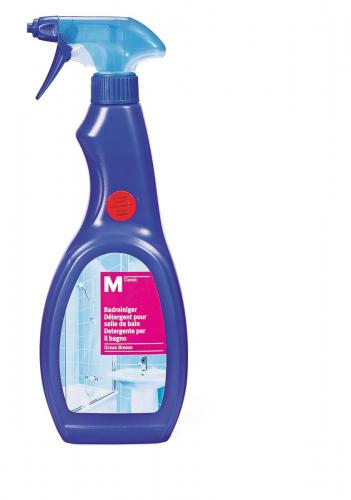 M Classic
Badreiniger
Détergent pour
salle de bain
Detergente per
il bagno
Ocean Breeze